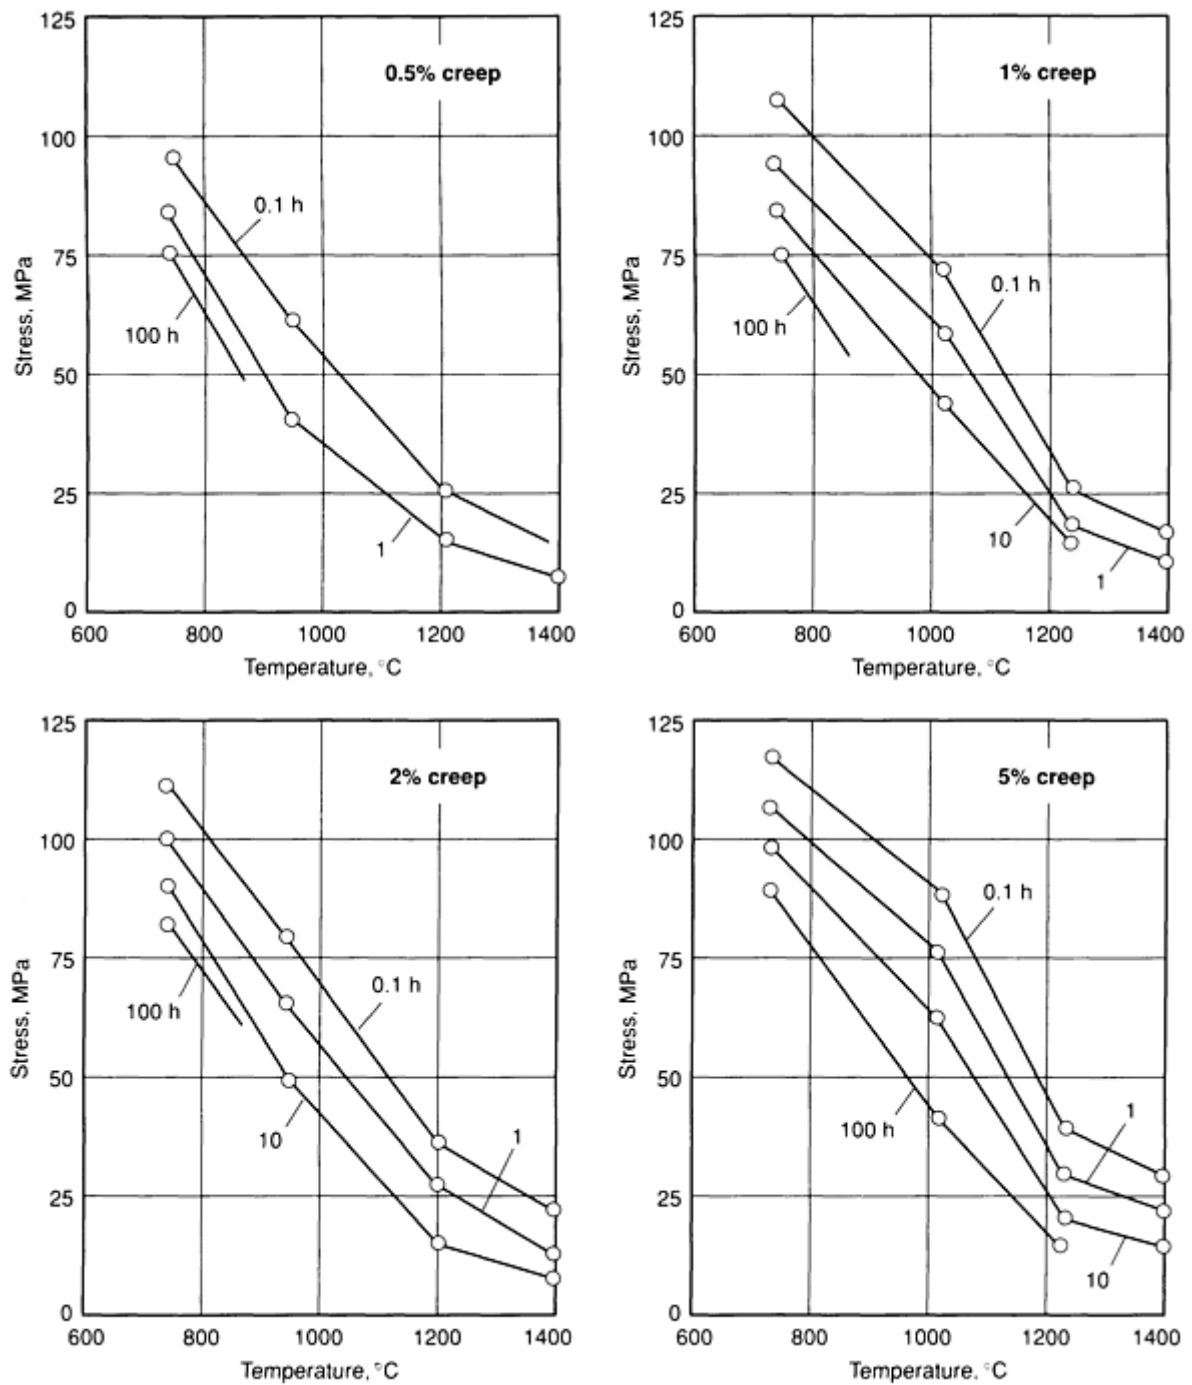 125
0.5% creep
100
0.1 h
75
Stress, MPa
100 h
50
25
1
0
600 800 1000 1200 1400
Temperature, °C
125
1% creep
100
75
0.1 h
Stress, MPa
100 h
50
25
10
1
0
600 800 1000 1200 1400
Temperature, °C
125
2% creep
100
75
0.1 h
Stress, MPa
100 h
50
10
1
25
0
600 800 1000 1200 1400
Temperature, °C
125
5% creep
100
0.1 h
75
Stress, MPa
50
100 h
1
25
10
0
600 800 1000 1200 1400
Temperature, °C